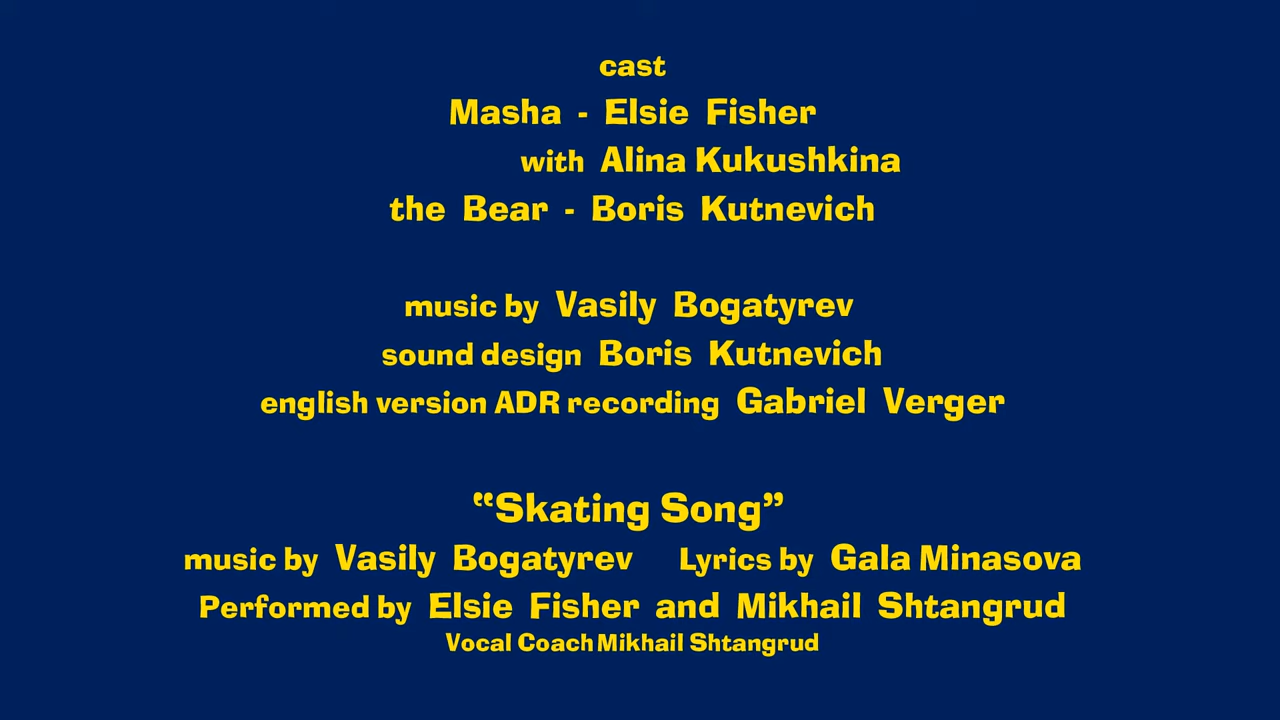 cast
Masha - Elsie Fisher
with Alina Kukushkina
the Bear - Boris Kutnevich
music by Vasily Bogatyrev
sound design Boris Kutnevich
english version ADR recording Gabriel Verger
“Skating Song”
music by Vasily Bogatyrev Lyrics by Gala Minasova
Performed by Elsie Fisher and Mikhail Shtangrud
Vocal Coach Mikhail Shtangrud